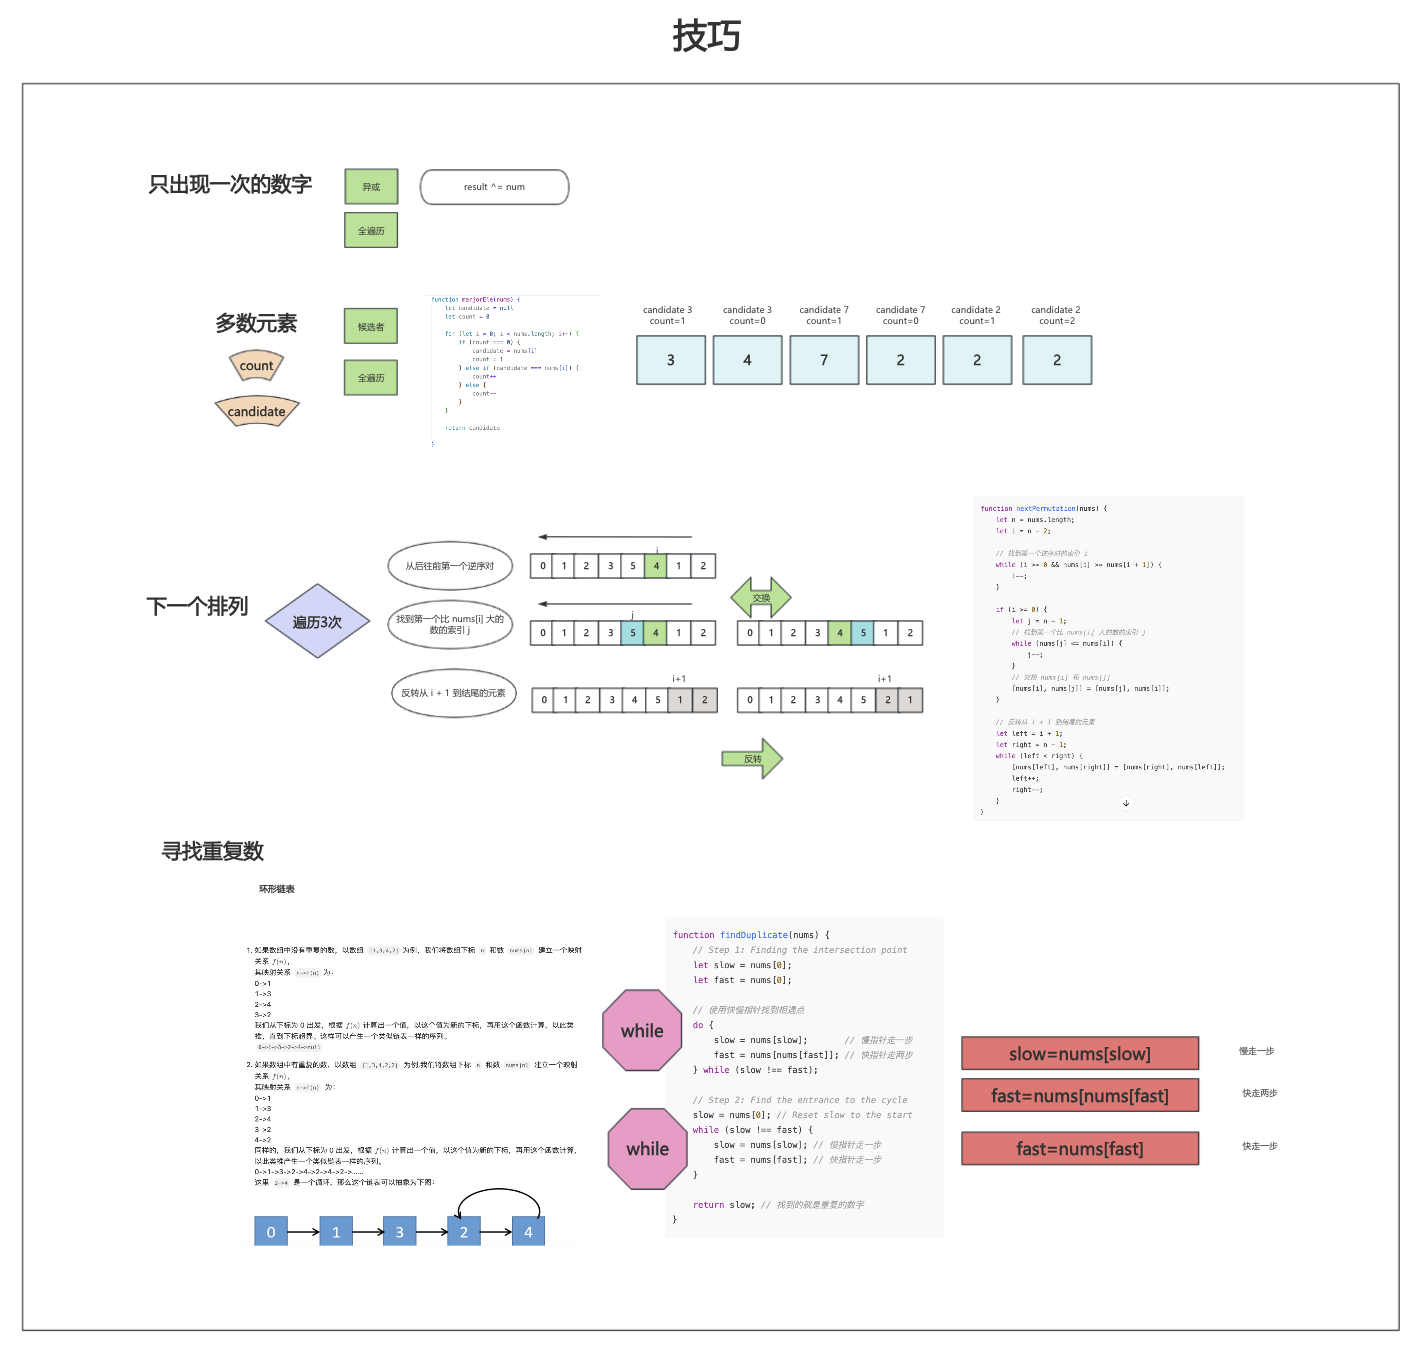 技巧
只出现一次的数字
异或
result ^= num
全遍历
多数元素
count
candidate
候选者
全遍历
function marjorEle(nums) {
let candidate = null
let count = 0
for (let i = 0; i < nums.length; i++) {
if (count === 0) {
candidate = nums[i]
count = 1
} else if (candidate === nums[i]) {
count++
} else {
count--
}
}
return candidate
}
candidate 3
count=1
candidate 3
count=0
candidate 7
count=1
candidate 7
count=0
candidate 2
count=1
candidate 2
count=2
3 4 7 2 2 2
下一个排列
遍历3次
从后往前第一个逆序对
i
0 1 2 3 5 4 1 2
找到第一个比 nums[i] 大的
数的索引 j
j
0 1 2 3 5 4 1 2
交换
0 1 2 3 4 5 1 2
反转从 i + 1 到结尾的元素
i+1
0 1 2 3 4 5 1 2
i+1
0 1 2 3 4 5 2 1
反转
function nextPermutation(nums) {
let n = nums.length;
let i = n - 2;
// 找到第一个逆序对的索引 i
while (i >= 0 && nums[i] >= nums[i + 1]) {
i--;
}
if (i >= 0) {
let j = n - 1;
// 找到第一个比 nums[i] 大的数的索引 j
while (nums[j] <= nums[i]) {
j--;
}
// 交换 nums[i] 和 nums[j]
[nums[i], nums[j]] = [nums[j], nums[i]];
}
// 反转从 i + 1 到结尾的元素
let left = i + 1;
let right = n - 1;
while (left < right) {
[nums[left], nums[right]] = [nums[right], nums[left]];
left++;
right--;
}
}
寻找重复数
环形链表
1. 如果数组中没有重复的数，以数组 [1,3,4,2] 为例，我们将数组下标 n 和数 nums[n] 建立一个映射
关系 f(n)，
其映射关系 n->f(n) 为：
0->1
1->3
2->4
3->2
我们从下标为 0 出发，根据 f(n) 计算出一个值，以这个值为新的下标，再用这个函数计算，以此类
推，直到下标超界。这样可以产生一个类似链表一样的序列。
0->1->3->2->4->null
2. 如果数组中有重复的数，以数组 [1,3,4,2,2] 为例,我们将数组下标 n 和数 nums[n] 建立一个映射
关系 f(n)，
其映射关系 n->f(n) 为：
0->1
1->3
2->4
3->2
4->2
同样的，我们从下标为 0 出发，根据 f(n) 计算出一个值，以这个值为新的下标，再用这个函数计算，
以此类推产生一个类似链表一样的序列。
0->1->3->2->4->2->4->2->……
这里 2->4 是一个循环，那么这个链表可以抽象为下图：
0 1 3 2 4
while
while
function findDuplicate(nums) {
// Step 1: Finding the intersection point
let slow = nums[0];
let fast = nums[0];
// 使用快慢指针找到相遇点
do {
slow = nums[slow]; // 慢指针走一步
fast = nums[nums[fast]]; // 快指针走两步
} while (slow !== fast);
// Step 2: Find the entrance to the cycle
slow = nums[0]; // Reset slow to the start
while (slow !== fast) {
slow = nums[slow]; // 慢指针走一步
fast = nums[fast]; // 快指针走一步
}
return slow; // 找到的就是重复的数字
}
slow=nums[slow]
慢走一步
fast=nums[nums[fast]
快走两步
fast=nums[fast]
快走一步